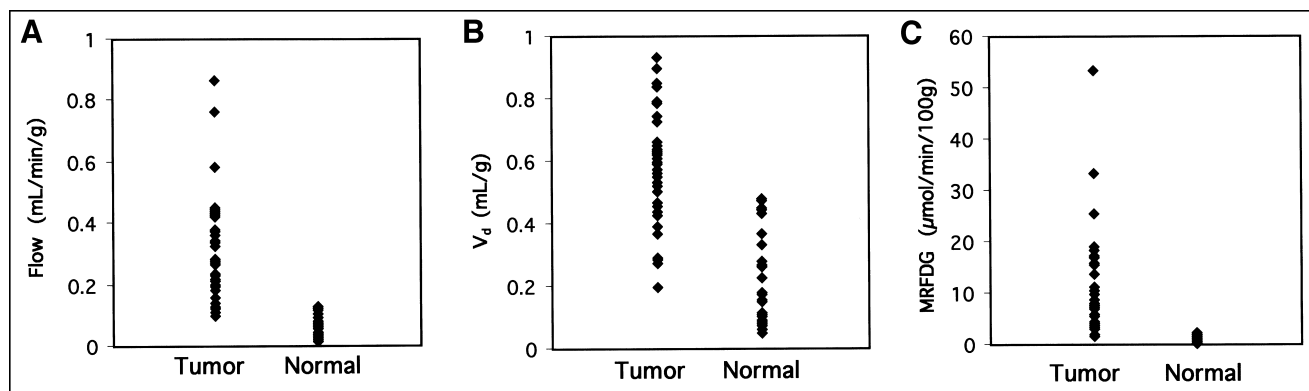 A
Flow (mL/min/g)
1
0.8
0.6
0.4
0.2
0
Tumor Normal
B
V_d (mL/g)
1
0.8
0.6
0.4
0.2
0
Tumor Normal
C
MRFDG (µmol/min/100g)
60
50
40
30
20
10
0
Tumor Normal